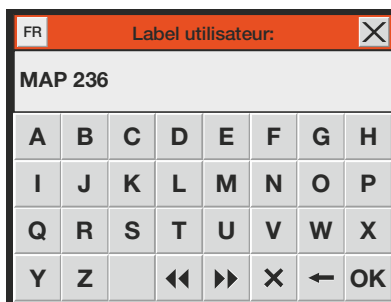 FR Label utilisateur:
MAP 236
A B C D E F G H
I J K L M N O P
Q R S T U V W X
Y Z OK